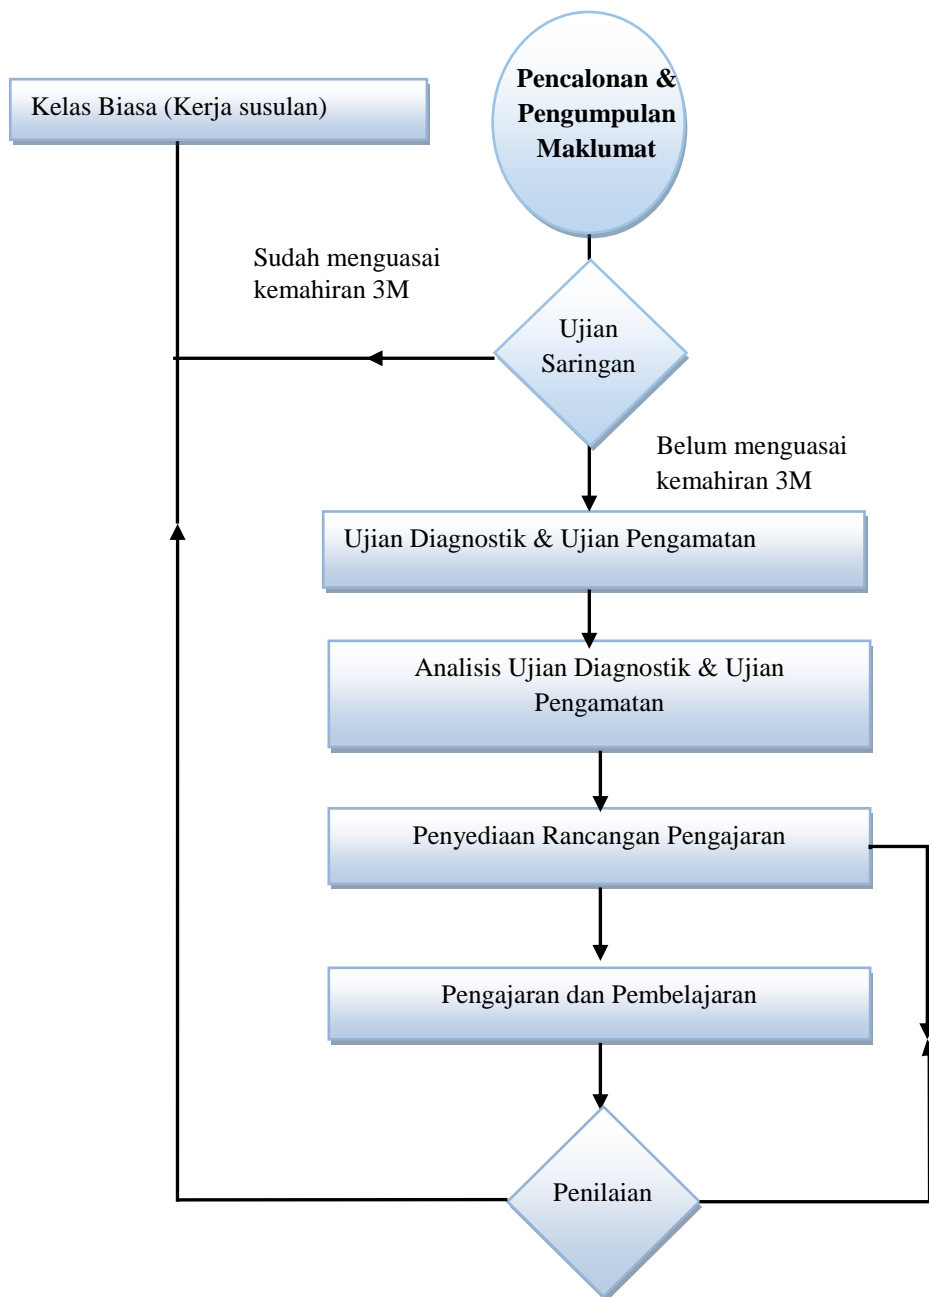 Pencalonan &
Pengumpulan
Maklumat
Kelas Biasa (Kerja susulan)
Sudah menguasai
kemahiran 3M
Ujian
Saringan
Belum menguasai
kemahiran 3M
Ujian Diagnostik & Ujian Pengamatan
Analisis Ujian Diagnostik & Ujian
Pengamatan
Penyediaan Rancangan Pengajaran
Pengajaran dan Pembelajaran
Penilaian